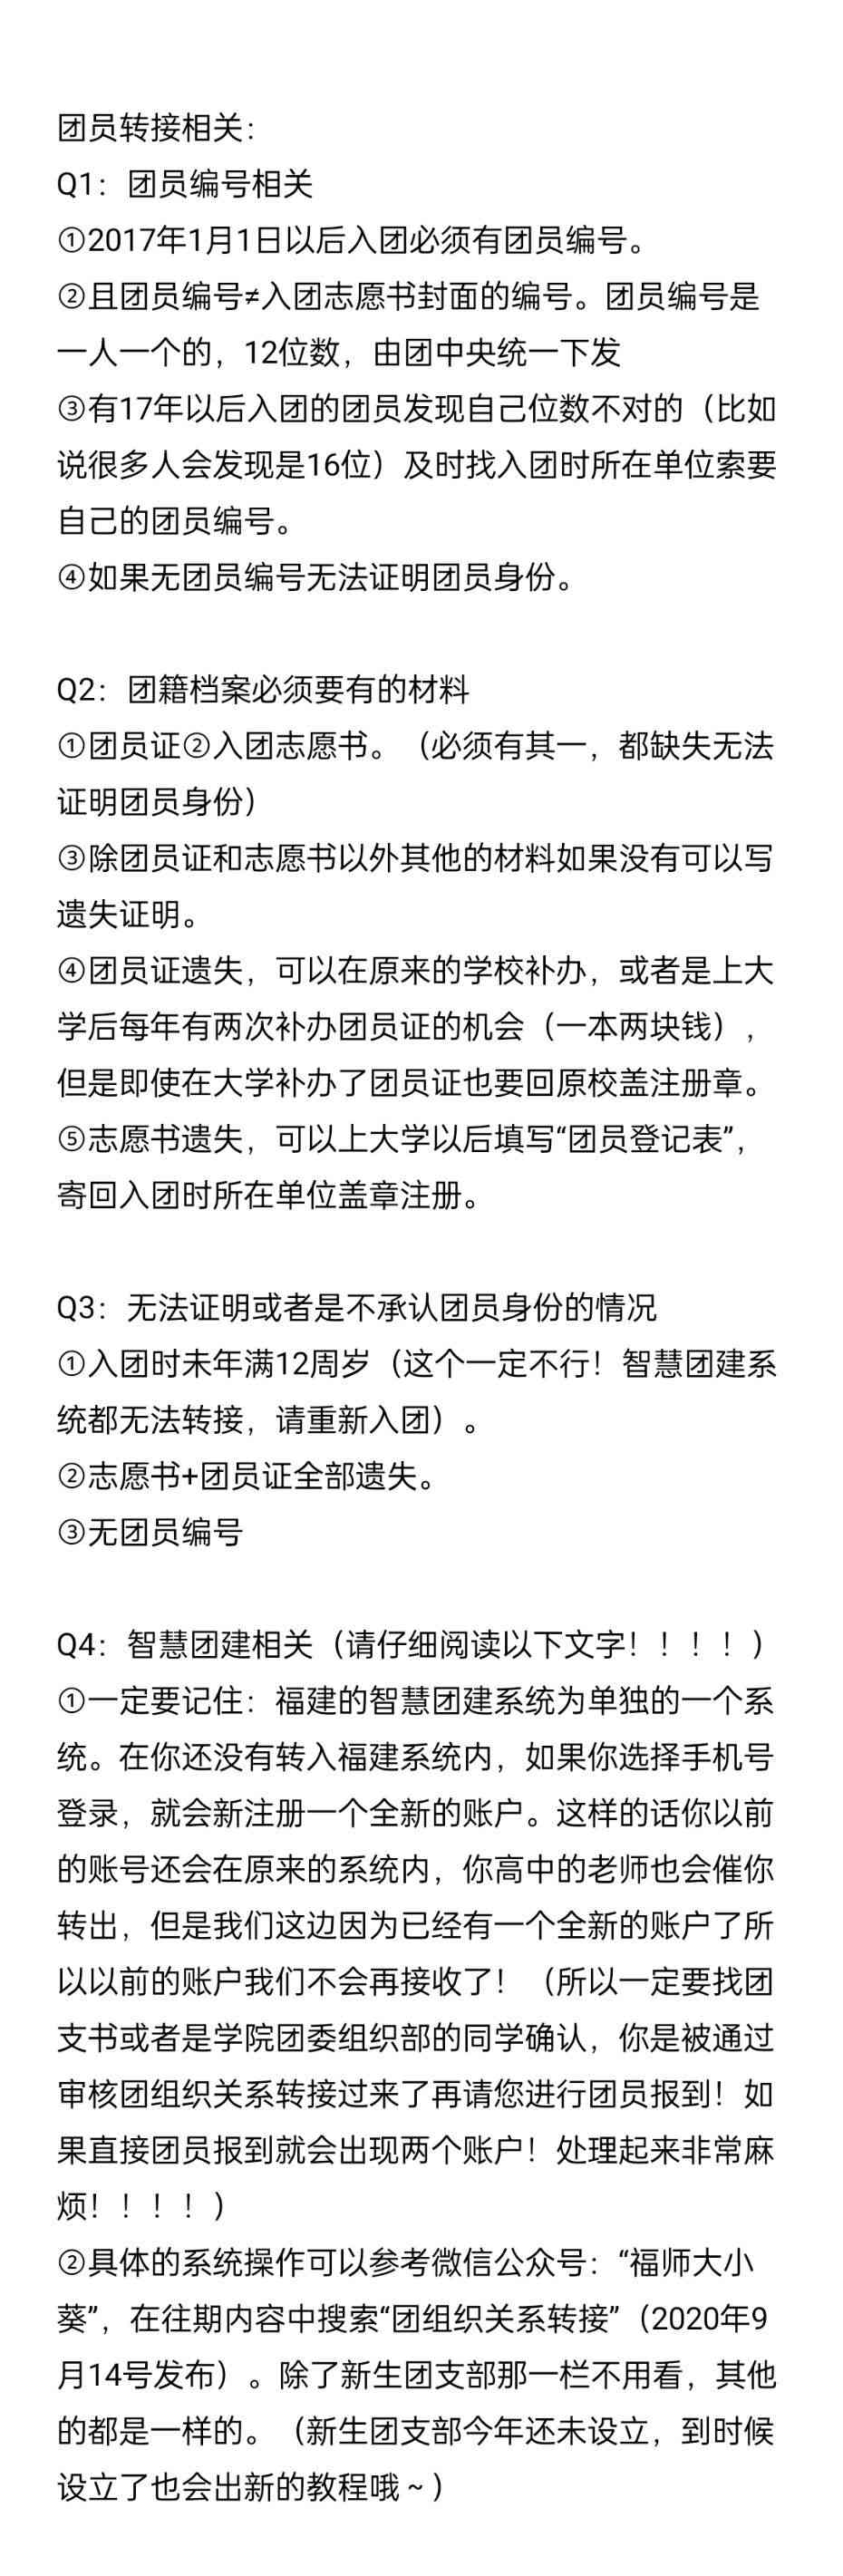 团员转接相关：
Q1：团员编号相关
①2017年1月1日以后入团必须有团员编号。
②且团员编号≠入团志愿书封面的编号。团员编号是
一人一个的，12位数，由团中央统一下发
③有17年以后入团的团员发现自己位数不对的（比如
说很多人会发现是16位）及时找入团时所在单位索要
自己的团员编号。
④如果无团员编号无法证明团员身份。
Q2：团籍档案必须要有的材料
①团员证②入团志愿书。（必须有其一，都缺失无法
证明团员身份）
③除团员证和志愿书以外其他的材料如果没有可以写
遗失证明。
④团员证遗失，可以在原来的学校补办，或者是上大
学后每年有两次补办团员证的机会（一本两块钱），
但是即使在大学补办了团员证也要回原校盖注册章。
⑤志愿书遗失，可以上大学以后填写“团员登记表”，
寄回入团时所在单位盖章注册。
Q3：无法证明或者是不承认团员身份的情况
①入团时未年满12周岁（这个一定不行！智慧团建系
统都无法转接，请重新入团）。
②志愿书+团员证全部遗失。
③无团员编号
Q4：智慧团建相关（请仔细阅读以下文字！！！！）
①一定要记住：福建的智慧团建系统为单独的一个系
统。在你还没有转入福建系统内，如果你选择手机号
登录，就会新注册一个全新的账户。这样的话你以前
的账号还会在原来的系统内，你高中的老师也会催你
转出，但是我们这边因为已经有一个全新的账户了所
以以前的账户我们不会再接收了！（所以一定要找团
支书或者是学院团委组织部的同学确认，你是被通过
审核团组织关系转接过来了再请您进行团员报到！如
果直接团员报到就会出现两个账户！处理起来非常麻
烦！！！！）
②具体的系统操作可以参考微信公众号：“福师大小
葵”，在往期内容中搜索“团组织关系转接”（2020年9
月14号发布）。除了新生团支部那一栏不用看，其他
的都是一样的。（新生团支部今年还未设立，到时候
设立了也会出新的教程哦～）